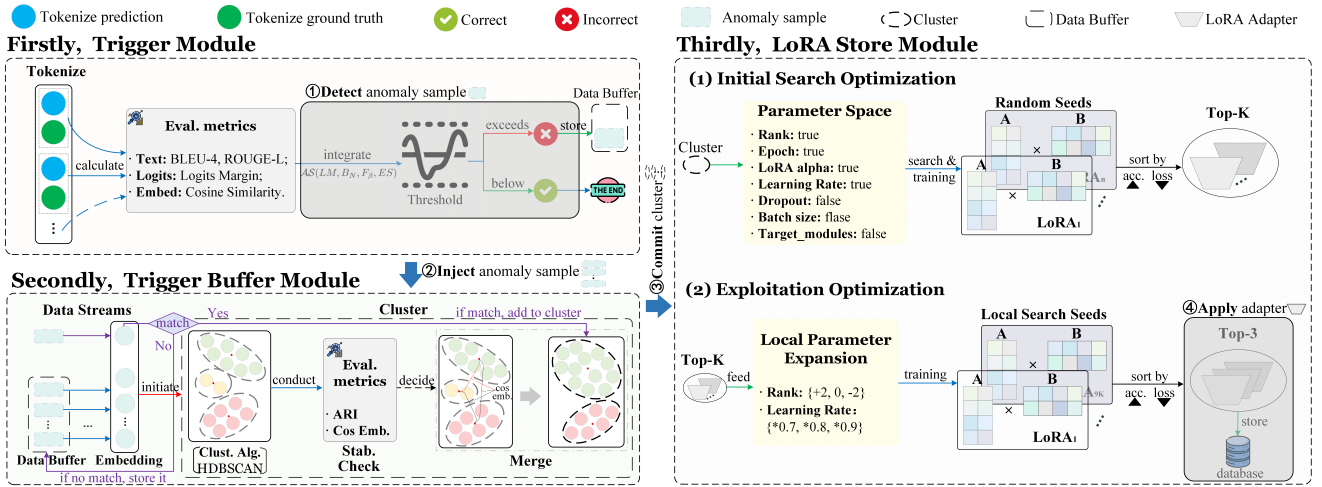 Tokenize prediction
Tokenize ground truth
Correct
Incorrect
Anomaly sample
Cluster
Data Buffer
LoRA Adapter
Firstly, Trigger Module
Tokenize
calculate
Eval. metrics
· Text: BLEU-4, ROUGE-L;
· Logits: Logits Margin;
· Embed: Cosine Similarity.
①Detect anomaly sample
integrate
AS(LM, B_N, F_β, ES)
Threshold
exceeds
below
store
Data Buffer
THE END
②Inject anomaly sample
Secondly, Trigger Buffer Module
Data Streams
match
Yes
No
Cluster
if match, add to cluster
initiate
Data Buffer
Embedding
if no match, store it
Clust. Alg.
HDBSCAN
conduct
Eval.
metrics
· ARI
· Cos Emb.
Stab.
Check
decide
cos
emb.
Merge
③Commit cluster
Thirdly, LoRA Store Module
(1) Initial Search Optimization
Cluster
Parameter
Space
· Rank: true
· Epoch: true
· LoRA alpha: true
· Learning Rate: true
· Dropout: false
· Batch size: flase
· Target_modules: false
search &
training
Random Seeds
A
B
×
RAₙ
A
B
×
LoRA₁
sort by
acc. loss
Top-K
(2) Exploitation Optimization
Top-K
feed
Local Parameter
Expansion
· Rank: {+2, 0, -2}
· Learning Rate:
{*0.7, *0.8, *0.9}
training
Local Search Seeds
A
B
×
A₉ₖ
A
B
×
LoRA₁
sort by
acc. loss
④Apply adapter
Top-3
store
database